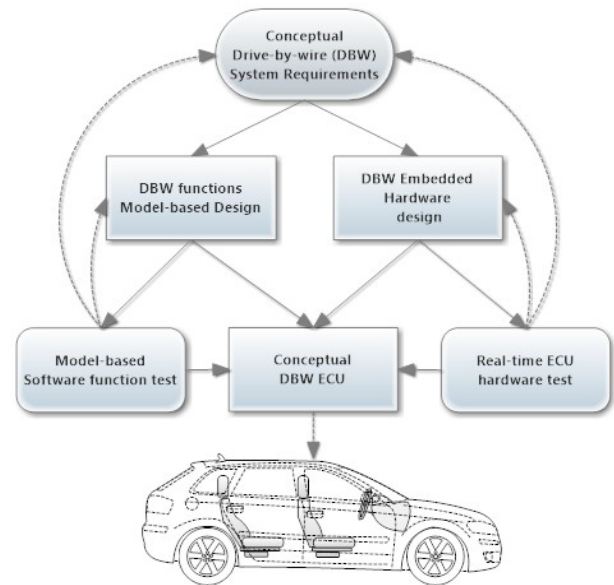 Conceptual
Drive-by-wire (DBW)
System Requirements
DBW functions
Model-based Design
DBW Embedded
Hardware
design
Model-based
Software function test
Conceptual
DBW ECU
Real-time ECU
hardware test